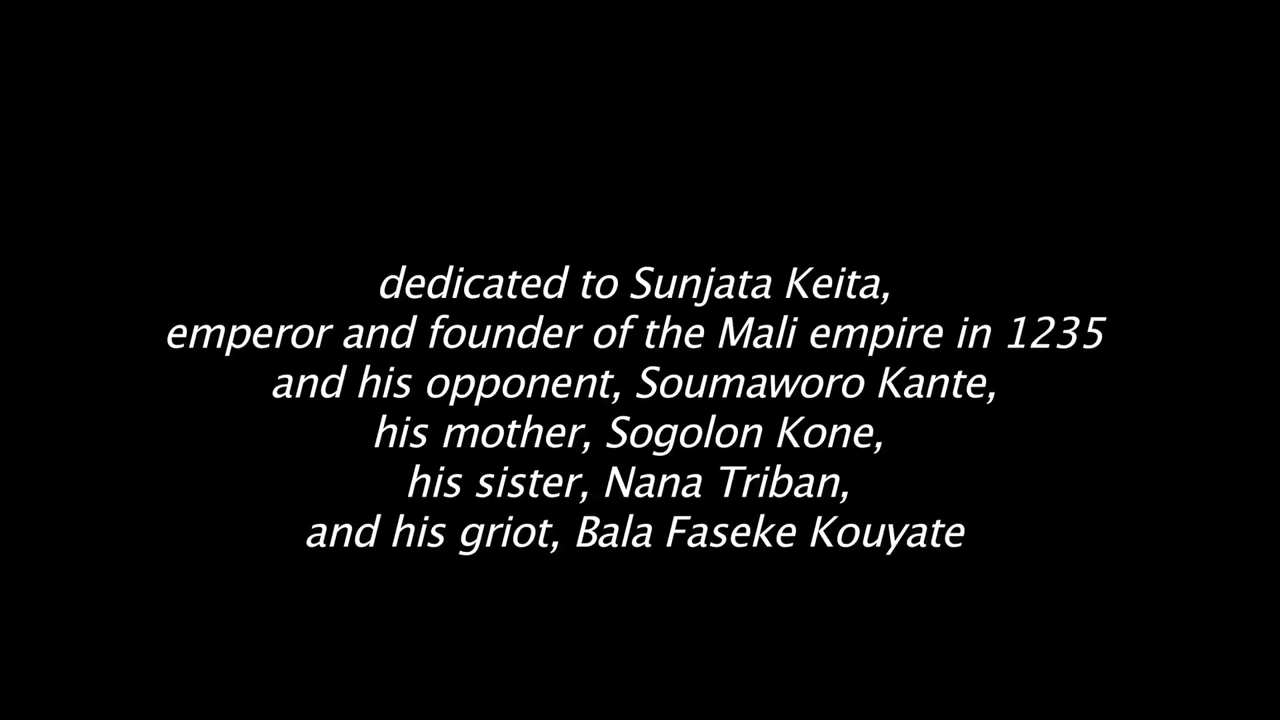 dedicated to Sunjata Keita,
emperor and founder of the Mali empire in 1235
and his opponent, Soumaworo Kante,
his mother, Sogolon Kone,
his sister, Nana Triban,
and his griot, Bala Faseke Kouyate